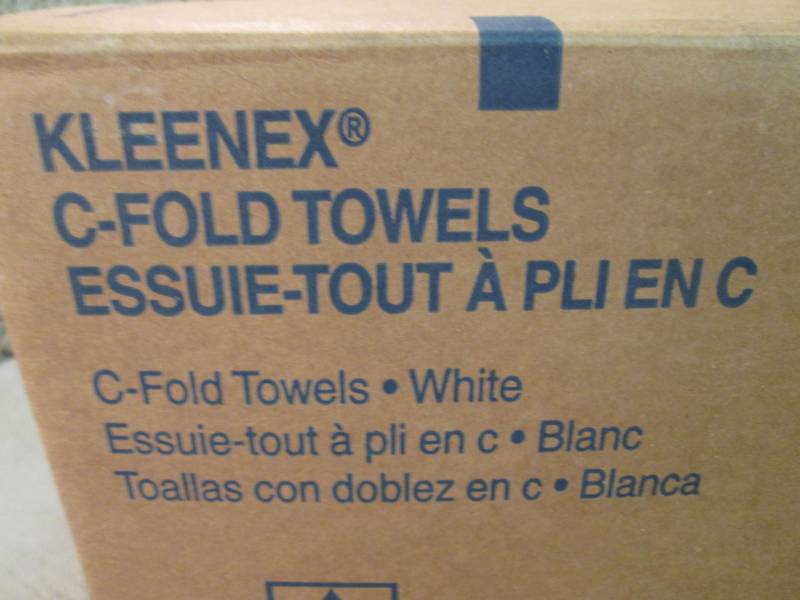 KLEENEX®
C-FOLD TOWELS
ESSUIE-TOUT À PLI EN C
C-Fold Towels • White
Essuie-tout à pli en c • Blanc
Toallas con doblez en c • Blanca